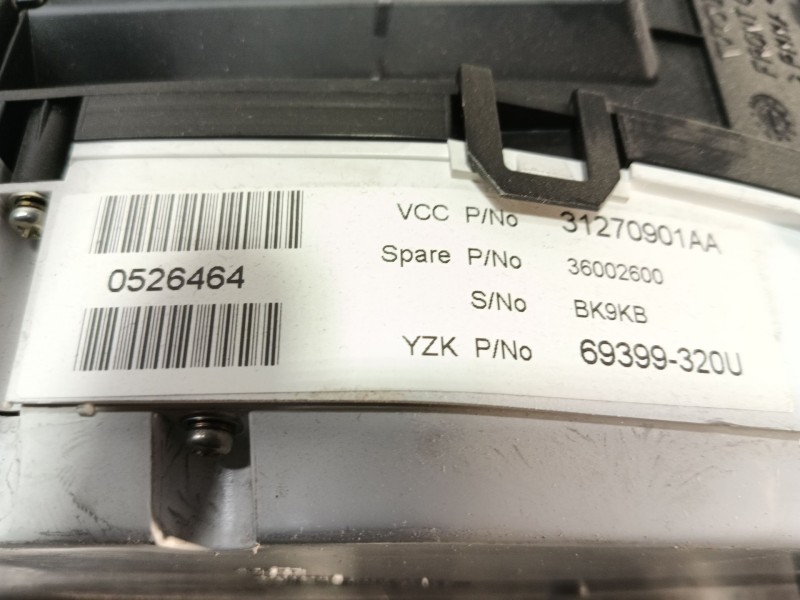 VCC P/No 31270901AA
0526464
Spare P/No 36002600
S/No BK9KB
YZK P/No 69399-320U